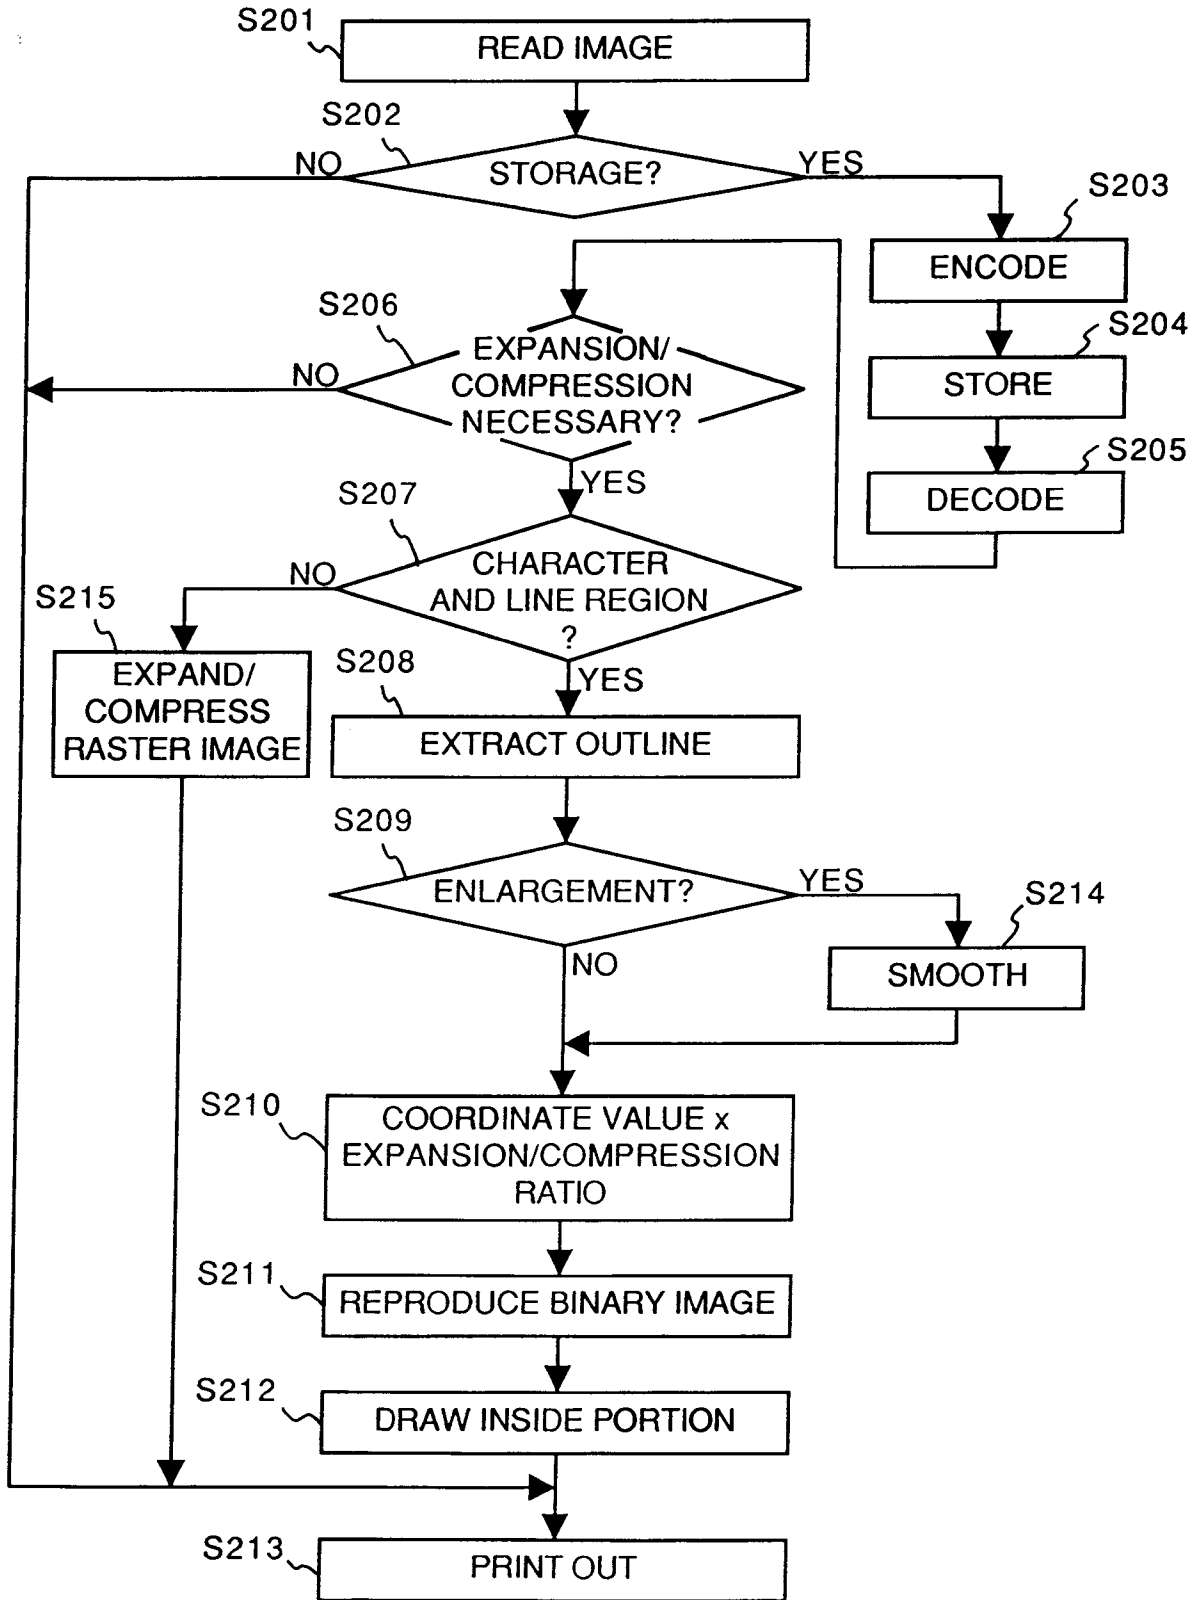 S201
READ IMAGE
S202
NO
STORAGE?
YES
S203
ENCODE
S206
EXPANSION/
COMPRESSION
NECESSARY?
NO
S204
STORE
S205
DECODE
YES
S207
CHARACTER
AND LINE REGION
?
NO
S215
EXPAND/
COMPRESS
RASTER IMAGE
YES
S208
EXTRACT OUTLINE
S209
ENLARGEMENT?
YES
S214
SMOOTH
NO
S210
COORDINATE VALUE x
EXPANSION/COMPRESSION
RATIO
S211
REPRODUCE BINARY IMAGE
S212
DRAW INSIDE PORTION
S213
PRINT OUT